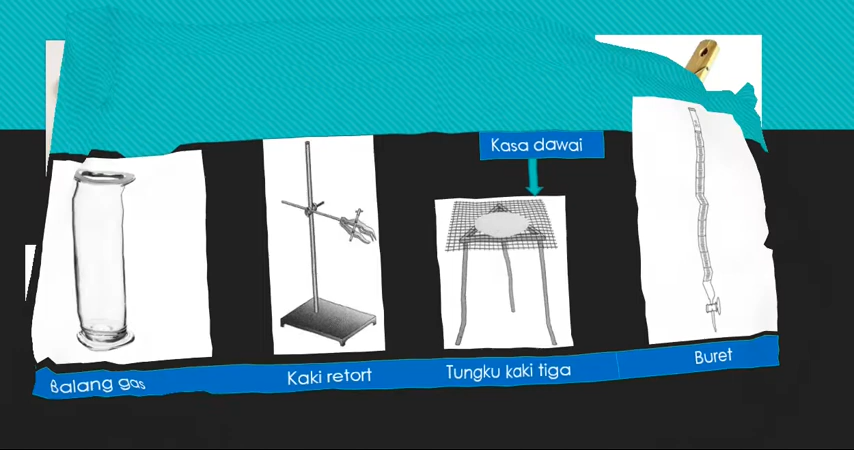 Kasa dawai
Balang gas
Kaki retort
Tungku kaki tiga
Buret